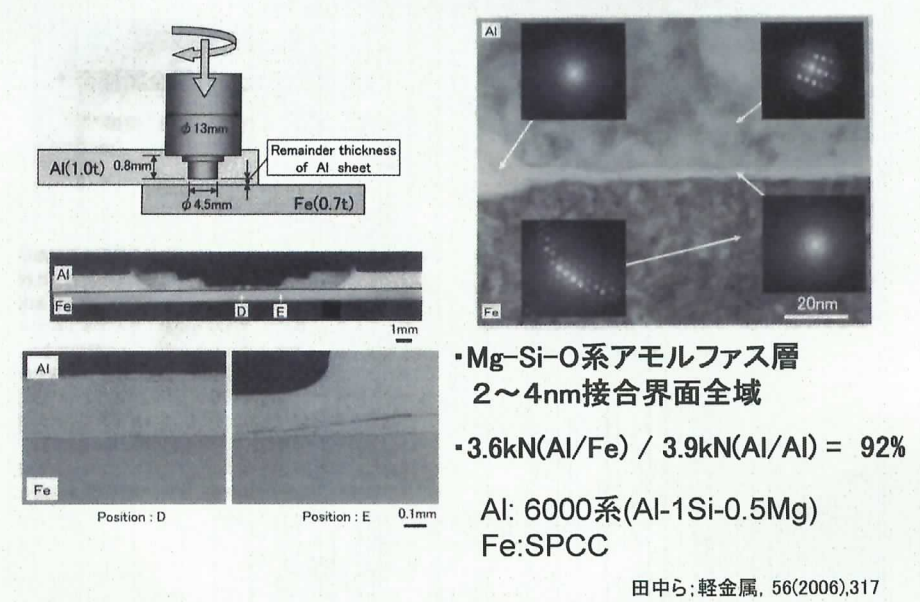 φ13mm
Remainder thickness
of Al sheet
Al(1.0t)
0.8mm
φ4.5mm
Fe(0.7t)
Al
Fe
D
E
1mm
Al
Fe
Position : D
Position : E
0.1mm
Al
Fe
20nm
・Mg-Si-O系アモルファス層
２～４nm接合界面全域
・3.6kN(Al/Fe) / 3.9kN(Al/Al) = 92%
Al: 6000系(Al-1Si-0.5Mg)
Fe:SPCC
田中ら;軽金属, 56(2006),317